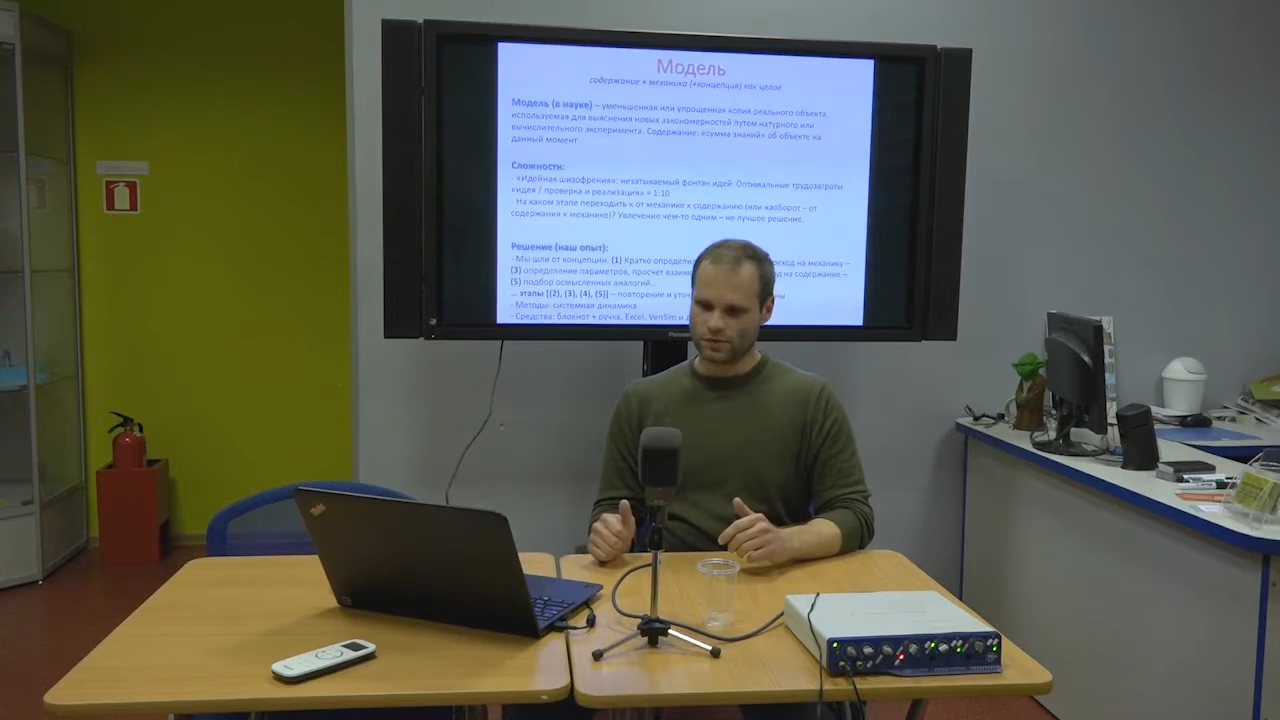 Модель
содержание + механика (+концепция) как целое
Модель (в науке) – уменьшенная или упрощенная копия реального объекта,
используемая для выяснения новых закономерностей путем натурного или
вычислительного эксперимента. Содержание: «сумма знаний» об объекте на
данный момент
Сложности:
- «Идейная шизофрения»: незатыкаемый фонтан идей. Оптимальные трудозатраты
«идея / проверка и реализация» = 1:10
- На каком этапе переходить к от механике к содержанию (или наоборот – от
содержания к механике)? Увлечение чем-то одним – не лучшее решение.
Решение (наш опыт):
- Мы шли от концепции. (1) Кратко определи на механику –
(3) определение параметров, просчет на содержание –
(5) подбор осмысленных аналогий...
... этапы [(2), (3), (4), (5)] – повторение и
- Методы: системная динамика
- Средства: блокнот + ручка, Excel, VenSim и
ThinkPad